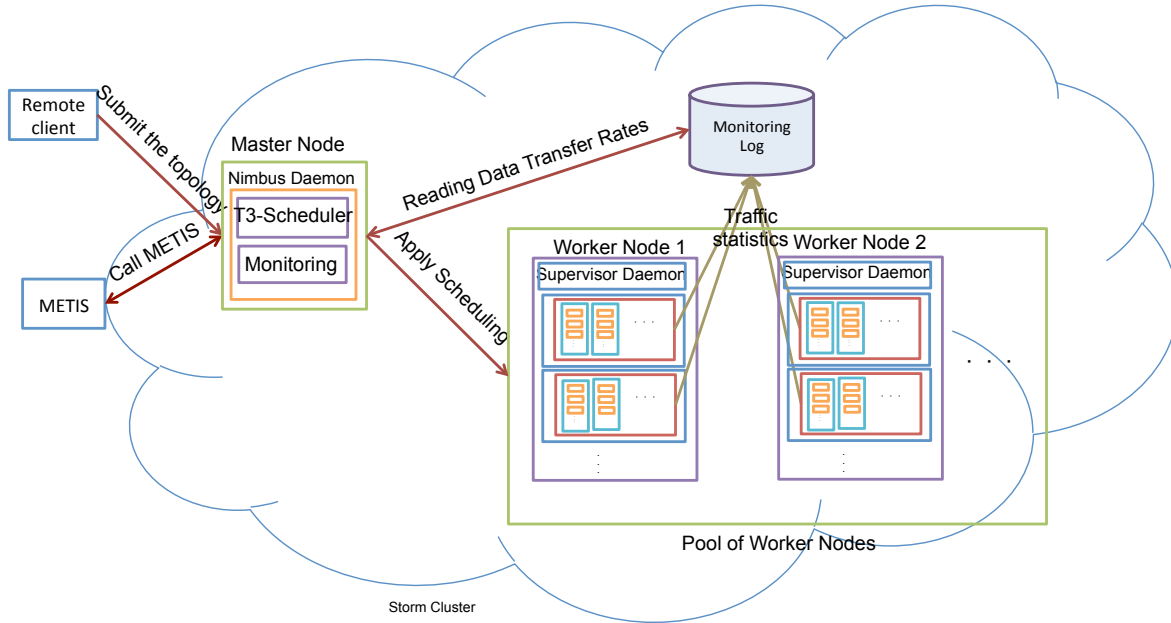 Remote
client
Submit the topology
Master Node
Nimbus Daemon
T3-Scheduler
Monitoring
Call METIS
METIS
Reading Data Transfer Rates
Apply Scheduling
Monitoring
Log
Traffic
statistics
Worker Node 1
Supervisor Daemon
. . .
. . .
Worker Node 2
Supervisor Daemon
. . .
. . .
. . .
Pool of Worker Nodes
Storm Cluster